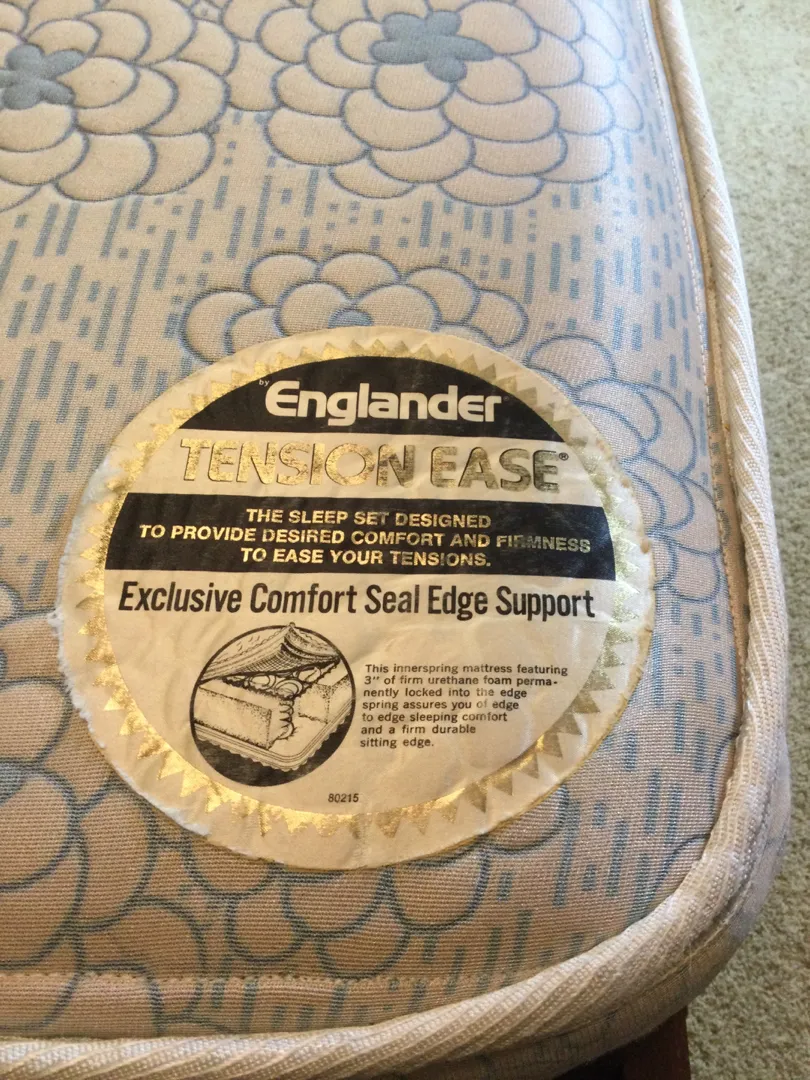 by Englander
TENSION EASE®
THE SLEEP SET DESIGNED
TO PROVIDE DESIRED COMFORT AND FIRMNESS
TO EASE YOUR TENSIONS.
Exclusive Comfort Seal Edge Support
This innerspring mattress featuring
3" of firm urethane foam perma-
nently locked into the edge
spring assures you of edge
to edge sleeping comfort
and a firm durable
sitting edge.
80215